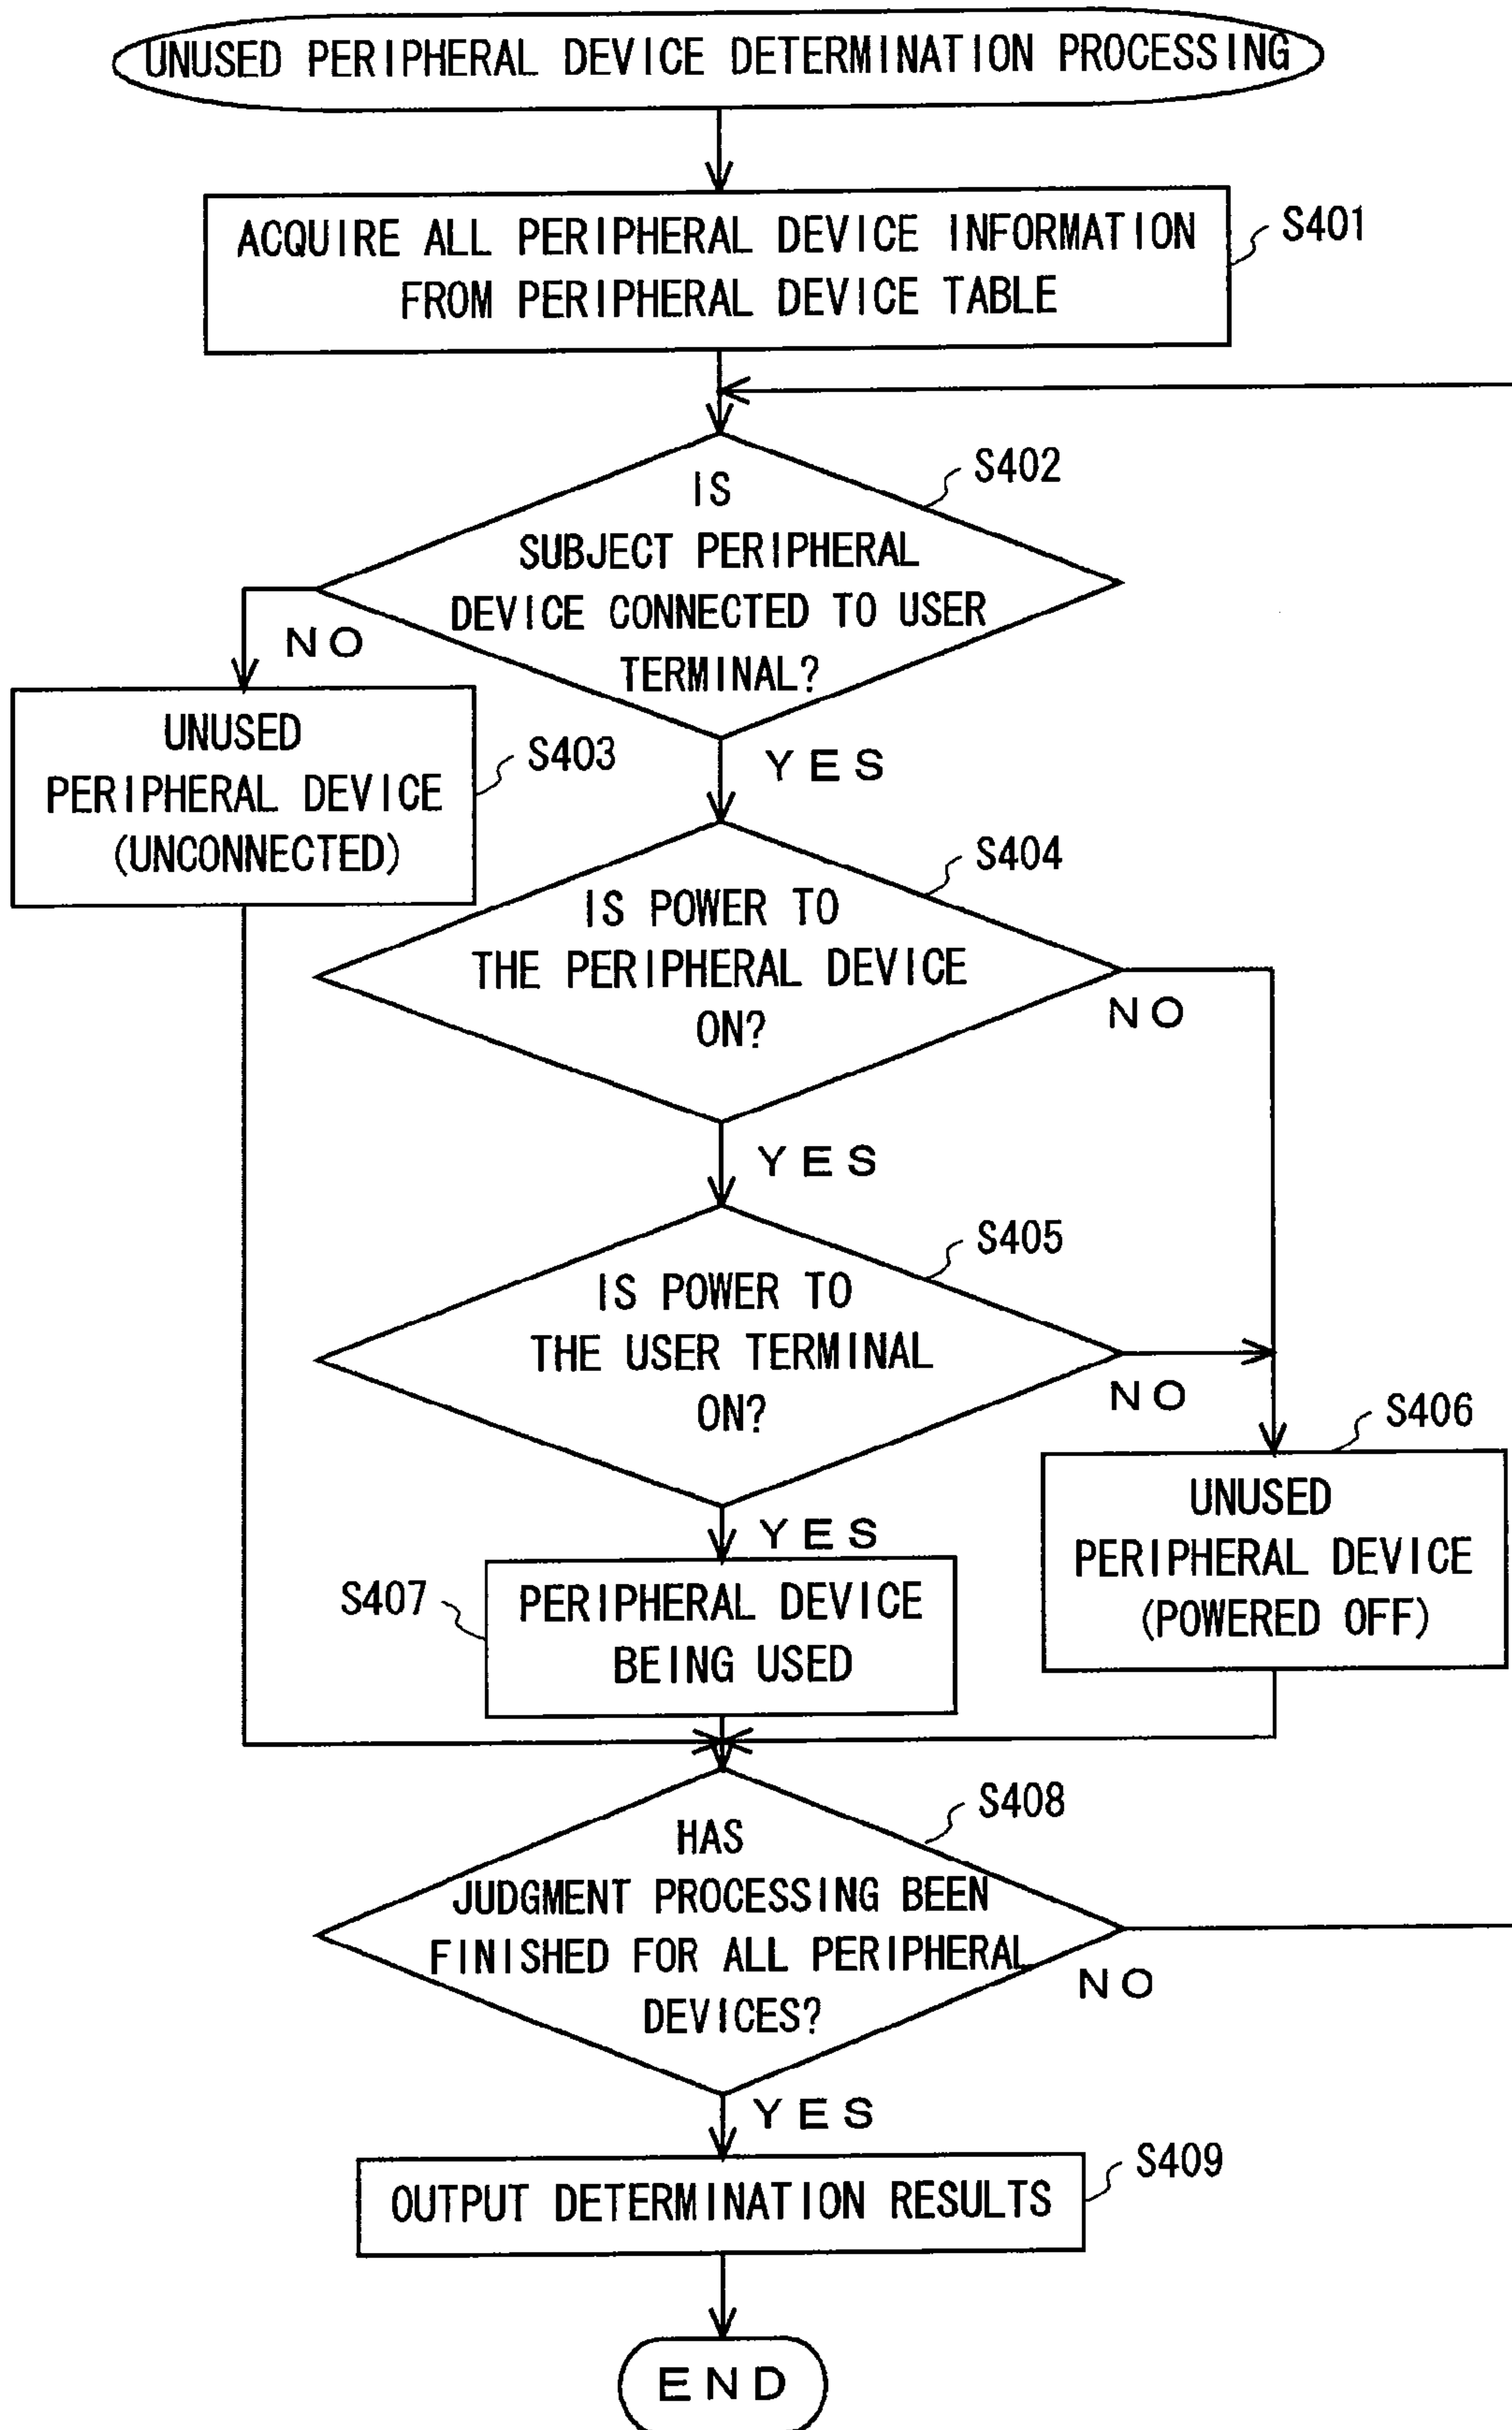 UNUSED PERIPHERAL DEVICE DETERMINATION PROCESSING
ACQUIRE ALL PERIPHERAL DEVICE INFORMATION
FROM PERIPHERAL DEVICE TABLE
S401
IS
SUBJECT PERIPHERAL
DEVICE CONNECTED TO USER
TERMINAL?
S402
NO
YES
UNUSED
PERIPHERAL DEVICE
(UNCONNECTED)
S403
IS POWER TO
THE PERIPHERAL DEVICE
ON?
S404
NO
YES
IS POWER TO
THE USER TERMINAL
ON?
S405
NO
YES
UNUSED
PERIPHERAL DEVICE
(POWERED OFF)
S406
S407
PERIPHERAL DEVICE
BEING USED
HAS
JUDGMENT PROCESSING BEEN
FINISHED FOR ALL PERIPHERAL
DEVICES?
S408
NO
YES
OUTPUT DETERMINATION RESULTS
S409
END